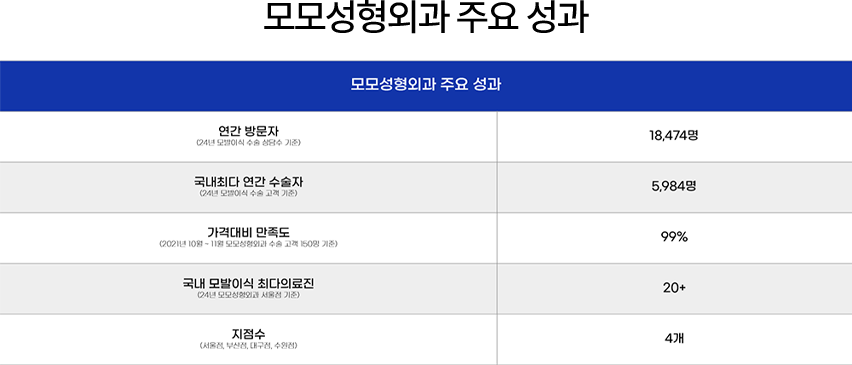 모모성형외과 주요 성과
모모성형외과 주요 성과
연간 방문자
(24년 모발이식 수술 상담수 기준)
18,474명
국내최다 연간 수술자
(24년 모발이식 수술 고객 기준)
5,984명
가격대비 만족도
(2021년 10월 ~ 11월 모모성형외과 수술 고객 150명 기준)
99%
국내 모발이식 최다의료진
(24년 모모성형외과 서울점 기준)
20+
지점수
(서울점, 부산점, 대구점, 수원점)
4개